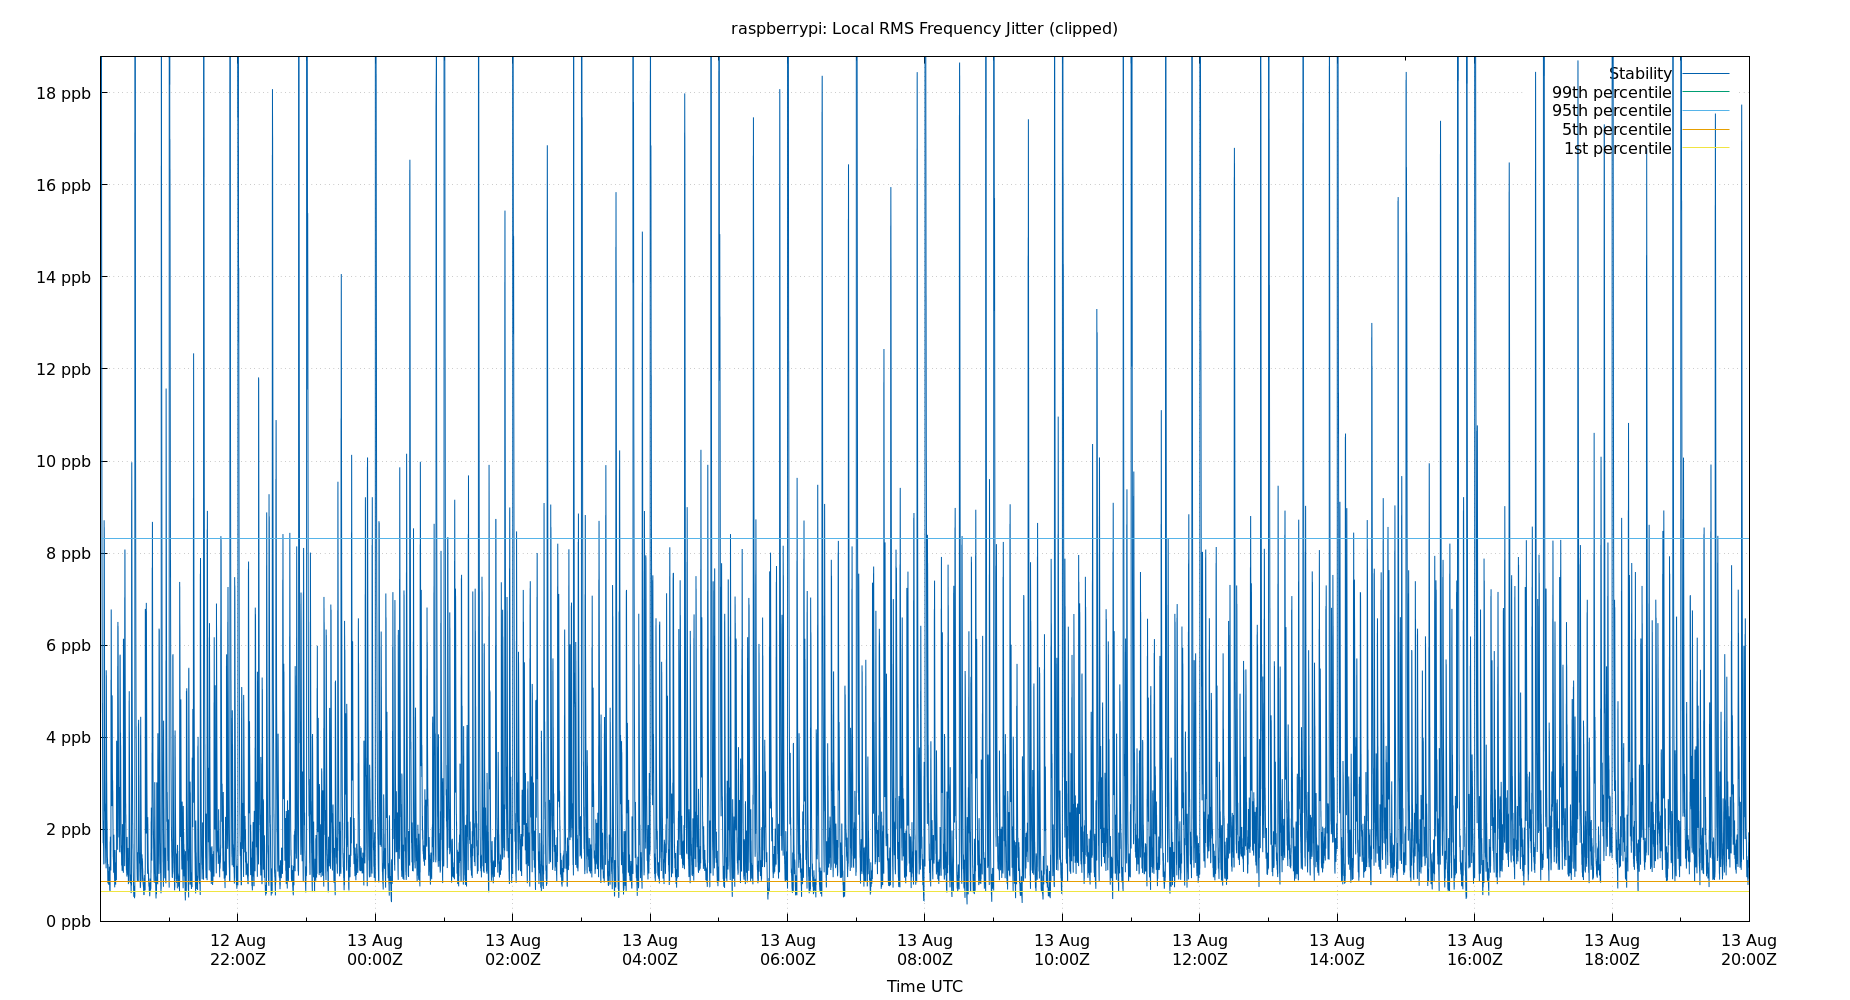 raspberrypi: Local RMS Frequency Jitter (clipped)
Stability
99th percentile
95th percentile
5th percentile
1st percentile
18 ppb
16 ppb
14 ppb
12 ppb
10 ppb
8 ppb
6 ppb
4 ppb
2 ppb
0 ppb
12 Aug 13 Aug 13 Aug 13 Aug 13 Aug 13 Aug 13 Aug 13 Aug 13 Aug 13 Aug 13 Aug 13 Aug
22:00Z 00:00Z 02:00Z 04:00Z 06:00Z 08:00Z 10:00Z 12:00Z 14:00Z 16:00Z 18:00Z 20:00Z
Time UTC